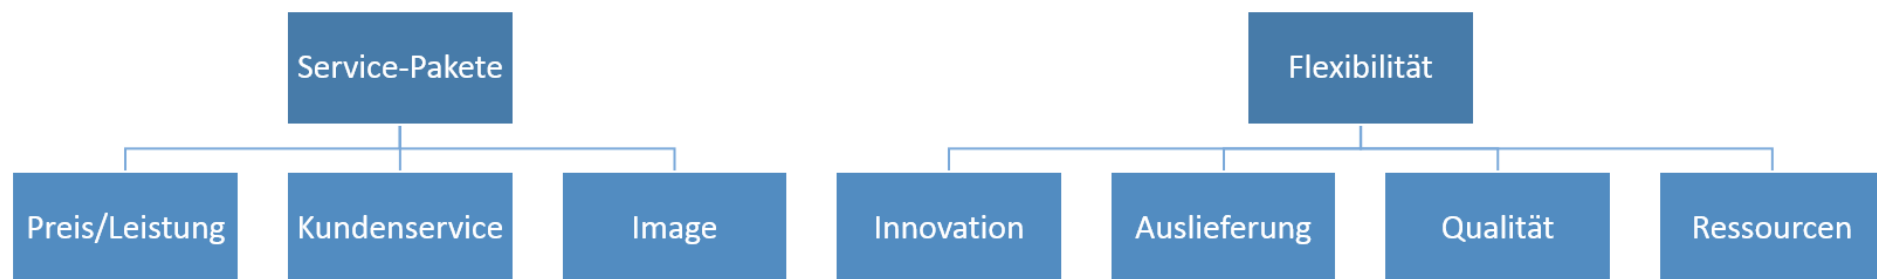 Service-Pakete
Flexibilität
Preis/Leistung
Kundenservice
Image
Innovation
Auslieferung
Qualität
Ressourcen